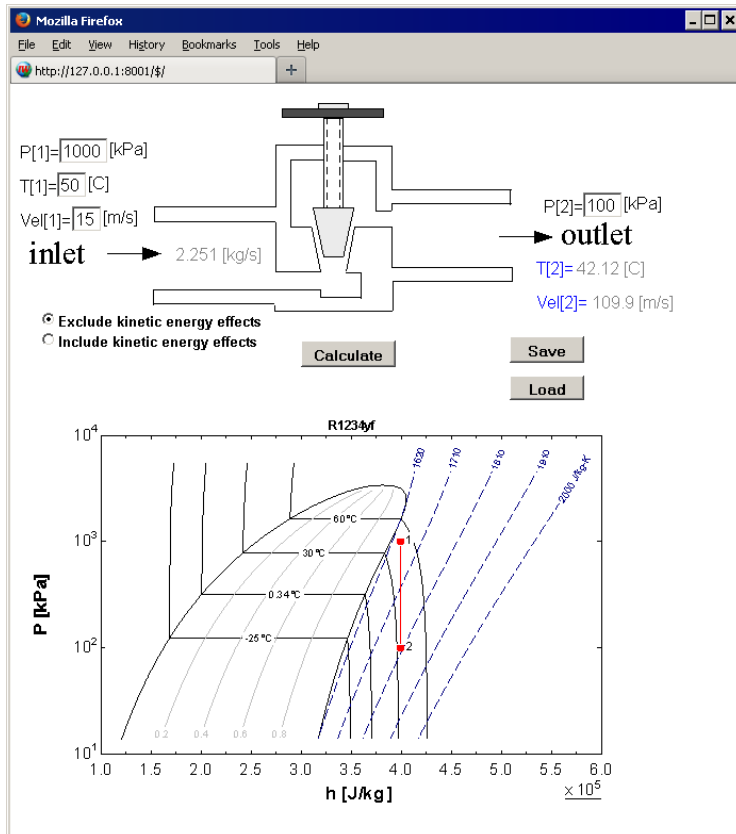 Mozilla Firefox
File Edit View History Bookmarks Tools Help
http://127.0.0.1:8001/$/
+
P[1]= 1000 [kPa]
T[1]= 50 [C]
Vel[1]= 15 [m/s]
inlet
2.251 [kg/s]
P[2]= 100 [kPa]
outlet
T[2]= 42.12 [C]
Vel[2]= 109.9 [m/s]
Exclude kinetic energy effects
Include kinetic energy effects
Calculate
Save
Load
R1234yf
10^4
10^3
10^2
10^1
P [kPa]
1620
1710
1810
1910
2000 J/kg-K
60°C
30°C
0.34°C
-25°C
1
2
0.2 0.4 0.6 0.8
1.0 1.5 2.0 2.5 3.0 3.5 4.0 4.5 5.0 5.5 6.0
h [J/kg]
× 10^5